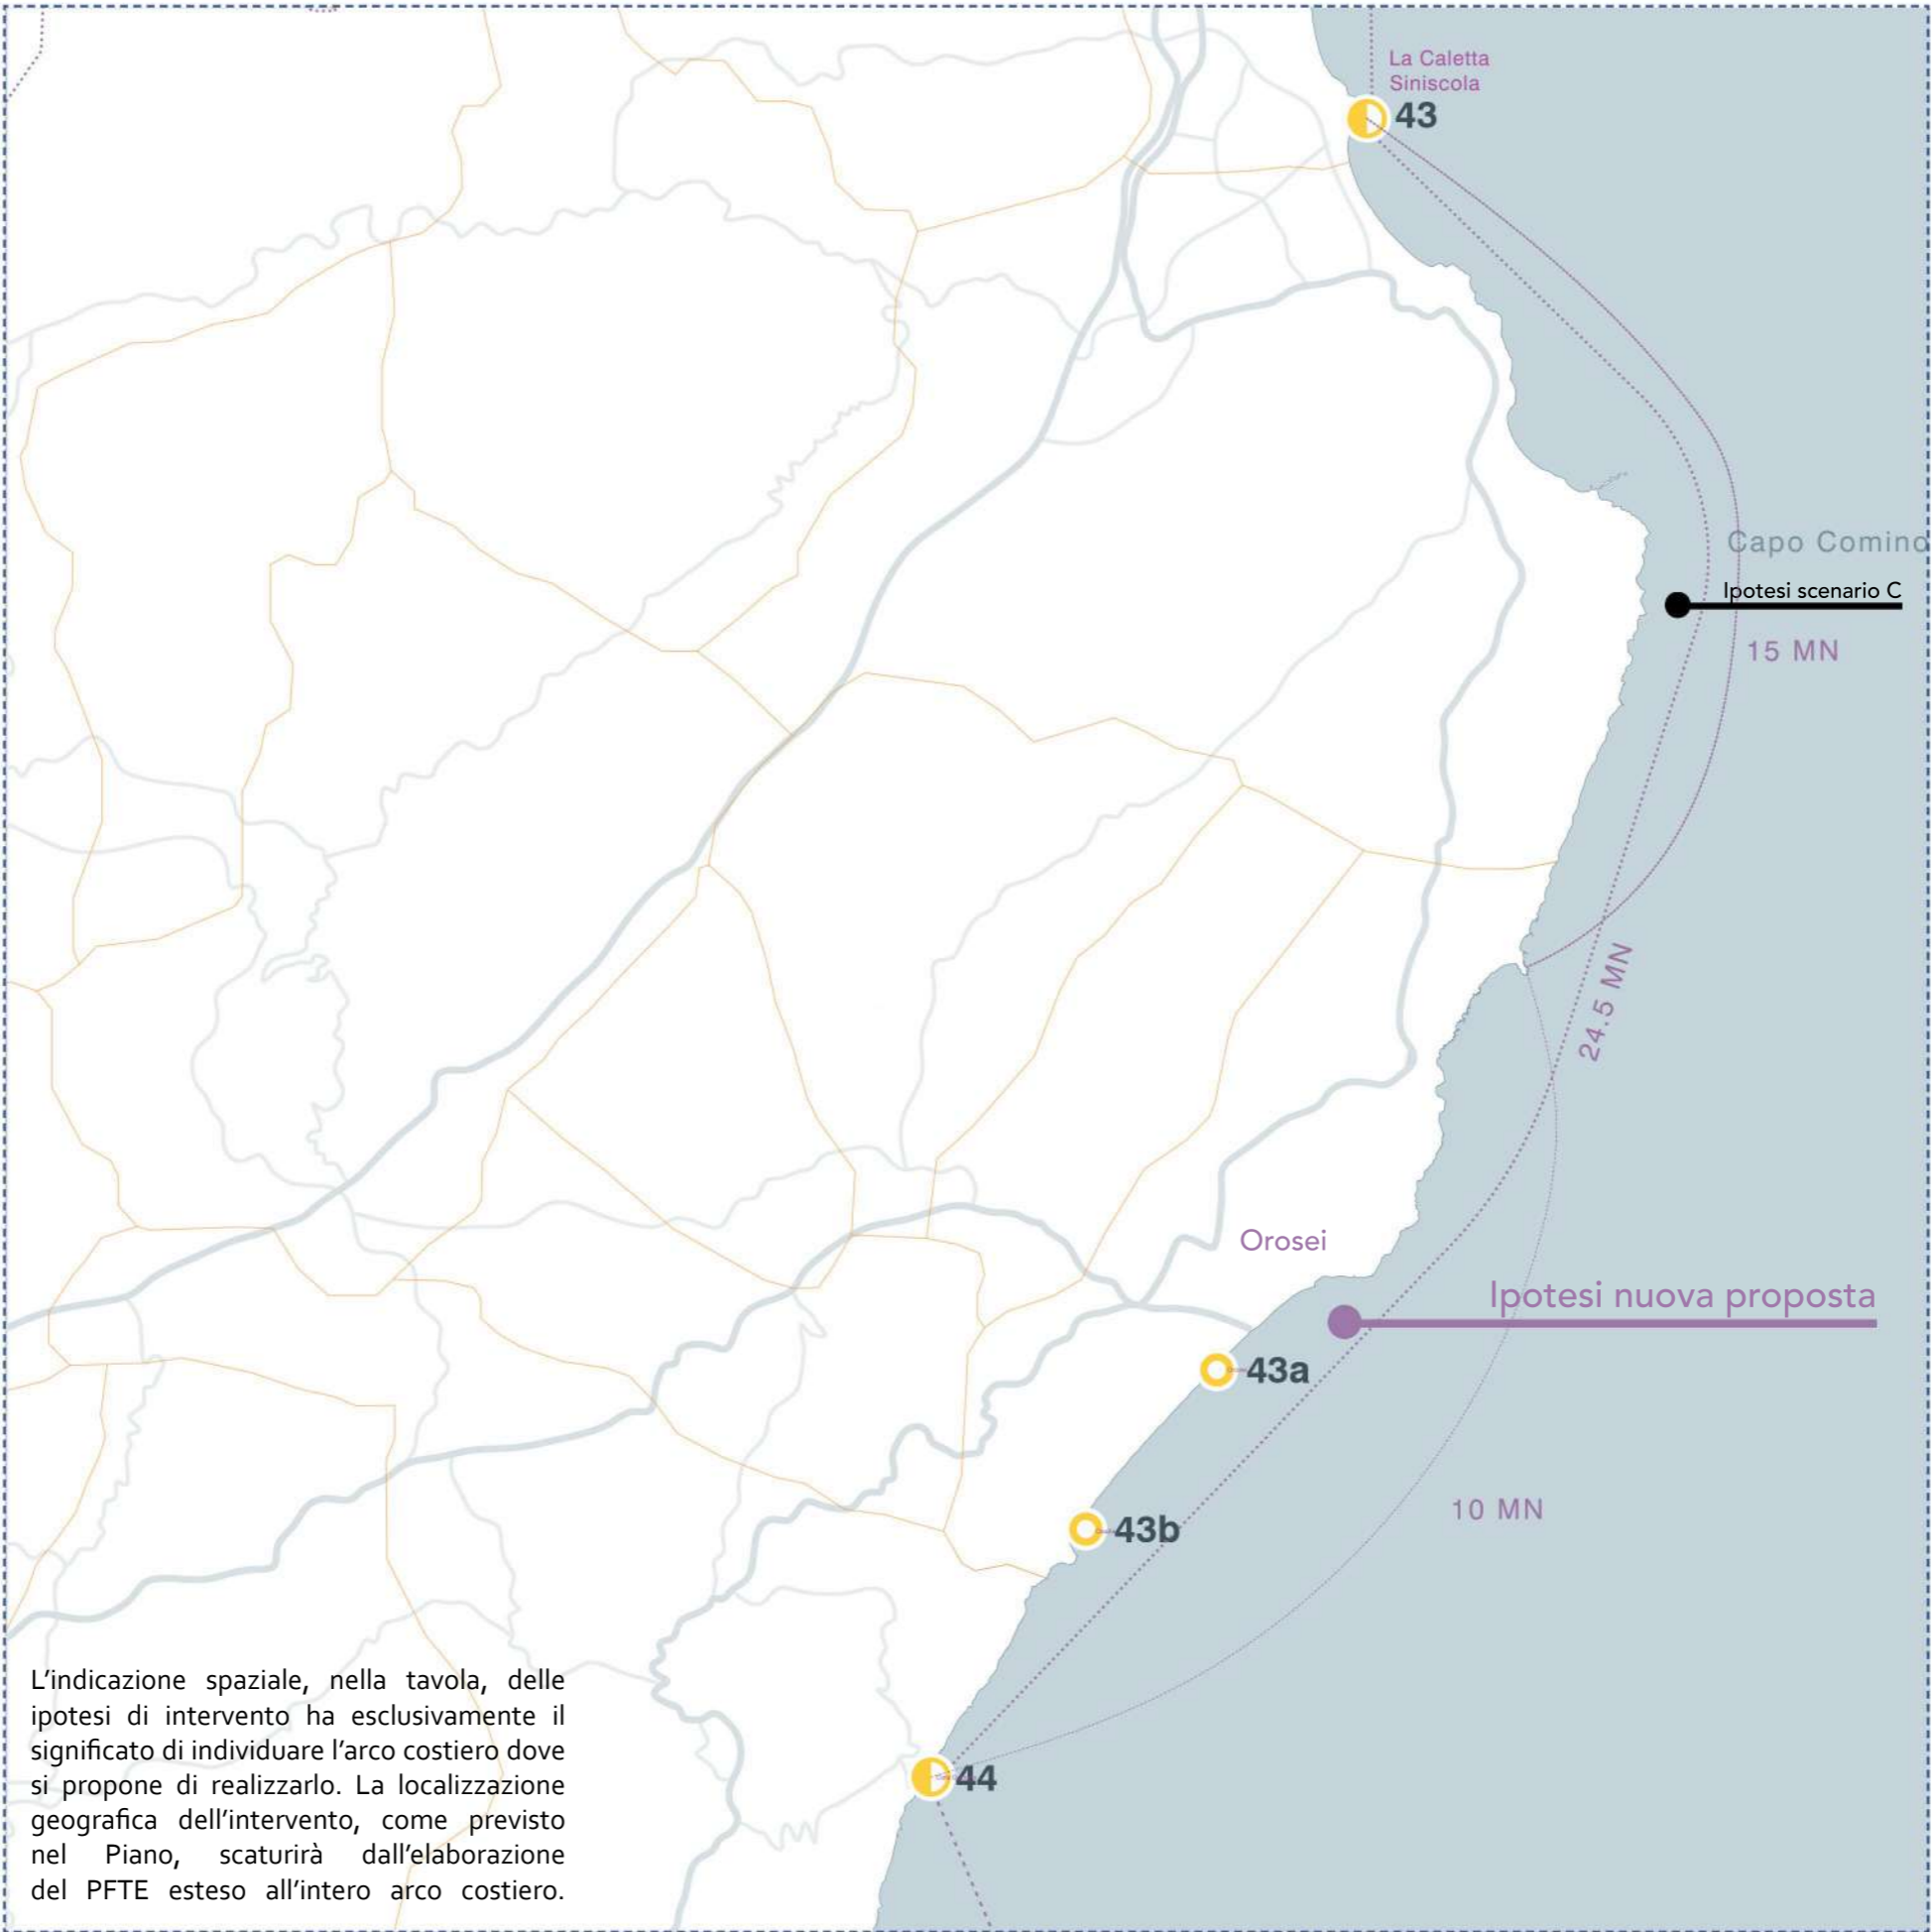 La Caletta
Siniscola
43
Capo Comino
Ipotesi scenario C
15 MN
24.5 MN
Orosei
Ipotesi nuova proposta
43a
10 MN
43b
44
L'indicazione spaziale, nella tavola, delle
ipotesi di intervento ha esclusivamente il
significato di individuare l'arco costiero dove
si propone di realizzarlo. La localizzazione
geografica dell'intervento, come previsto
nel Piano, scaturirà dall'elaborazione
del PFTE esteso all'intero arco costiero.